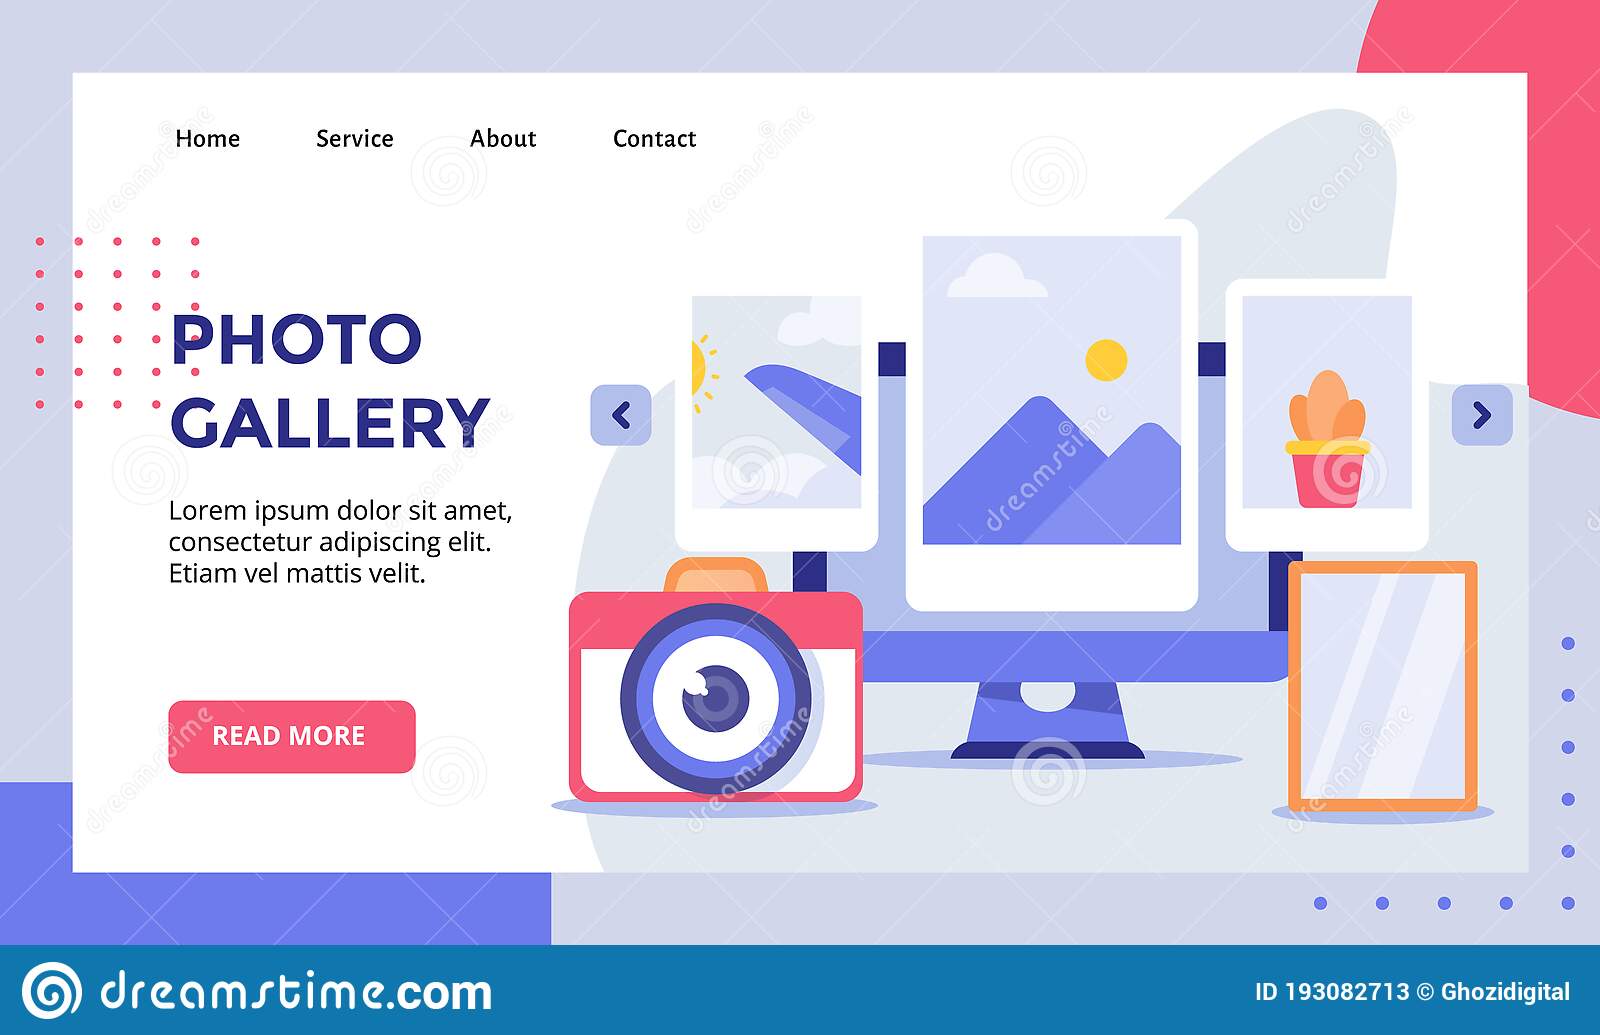 Home Service About Contact
PHOTO
GALLERY
Lorem ipsum dolor sit amet,
consectetur adipiscing elit.
Etiam vel mattis velit.
READ MORE
dreamstime.com
ID 193082713 © Ghozidigital